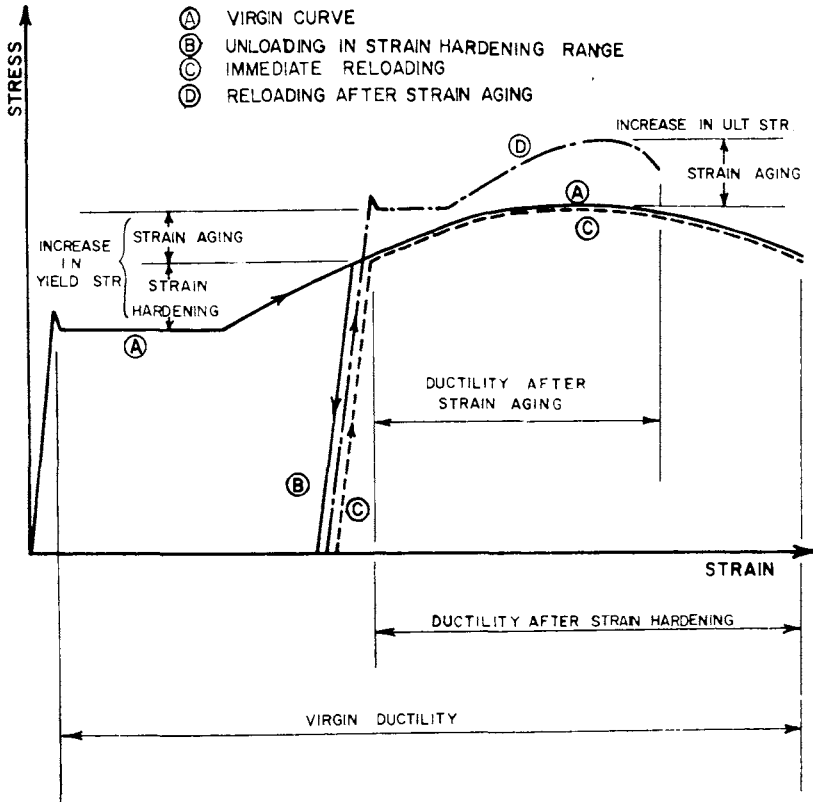 Ⓐ VIRGIN CURVE
Ⓑ UNLOADING IN STRAIN HARDENING RANGE
Ⓒ IMMEDIATE RELOADING
Ⓓ RELOADING AFTER STRAIN AGING
STRESS
INCREASE IN ULT STR.
STRAIN AGING
Ⓓ
Ⓐ
Ⓒ
INCREASE
IN
YIELD STR
STRAIN AGING
STRAIN
HARDENING
Ⓐ
DUCTILITY AFTER
STRAIN AGING
Ⓑ
Ⓒ
STRAIN
DUCTILITY AFTER STRAIN HARDENING
VIRGIN DUCTILITY